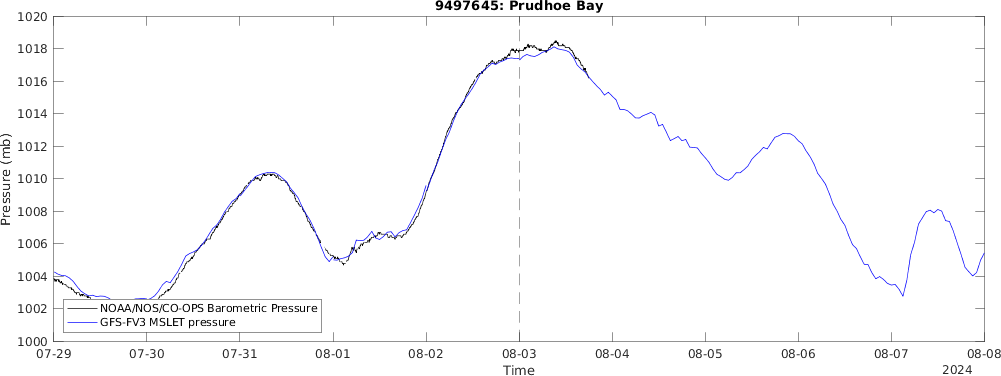 9497645: Prudhoe Bay
1020
1018
1016
1014
1012
1010
1008
1006
1004
1002
1000
Pressure (mb)
NOAA/NOS/CO-OPS Barometric Pressure
GFS-FV3 MSLET pressure
07-29 07-30 07-31 08-01 08-02 08-03 08-04 08-05 08-06 08-07 08-08
Time
2024